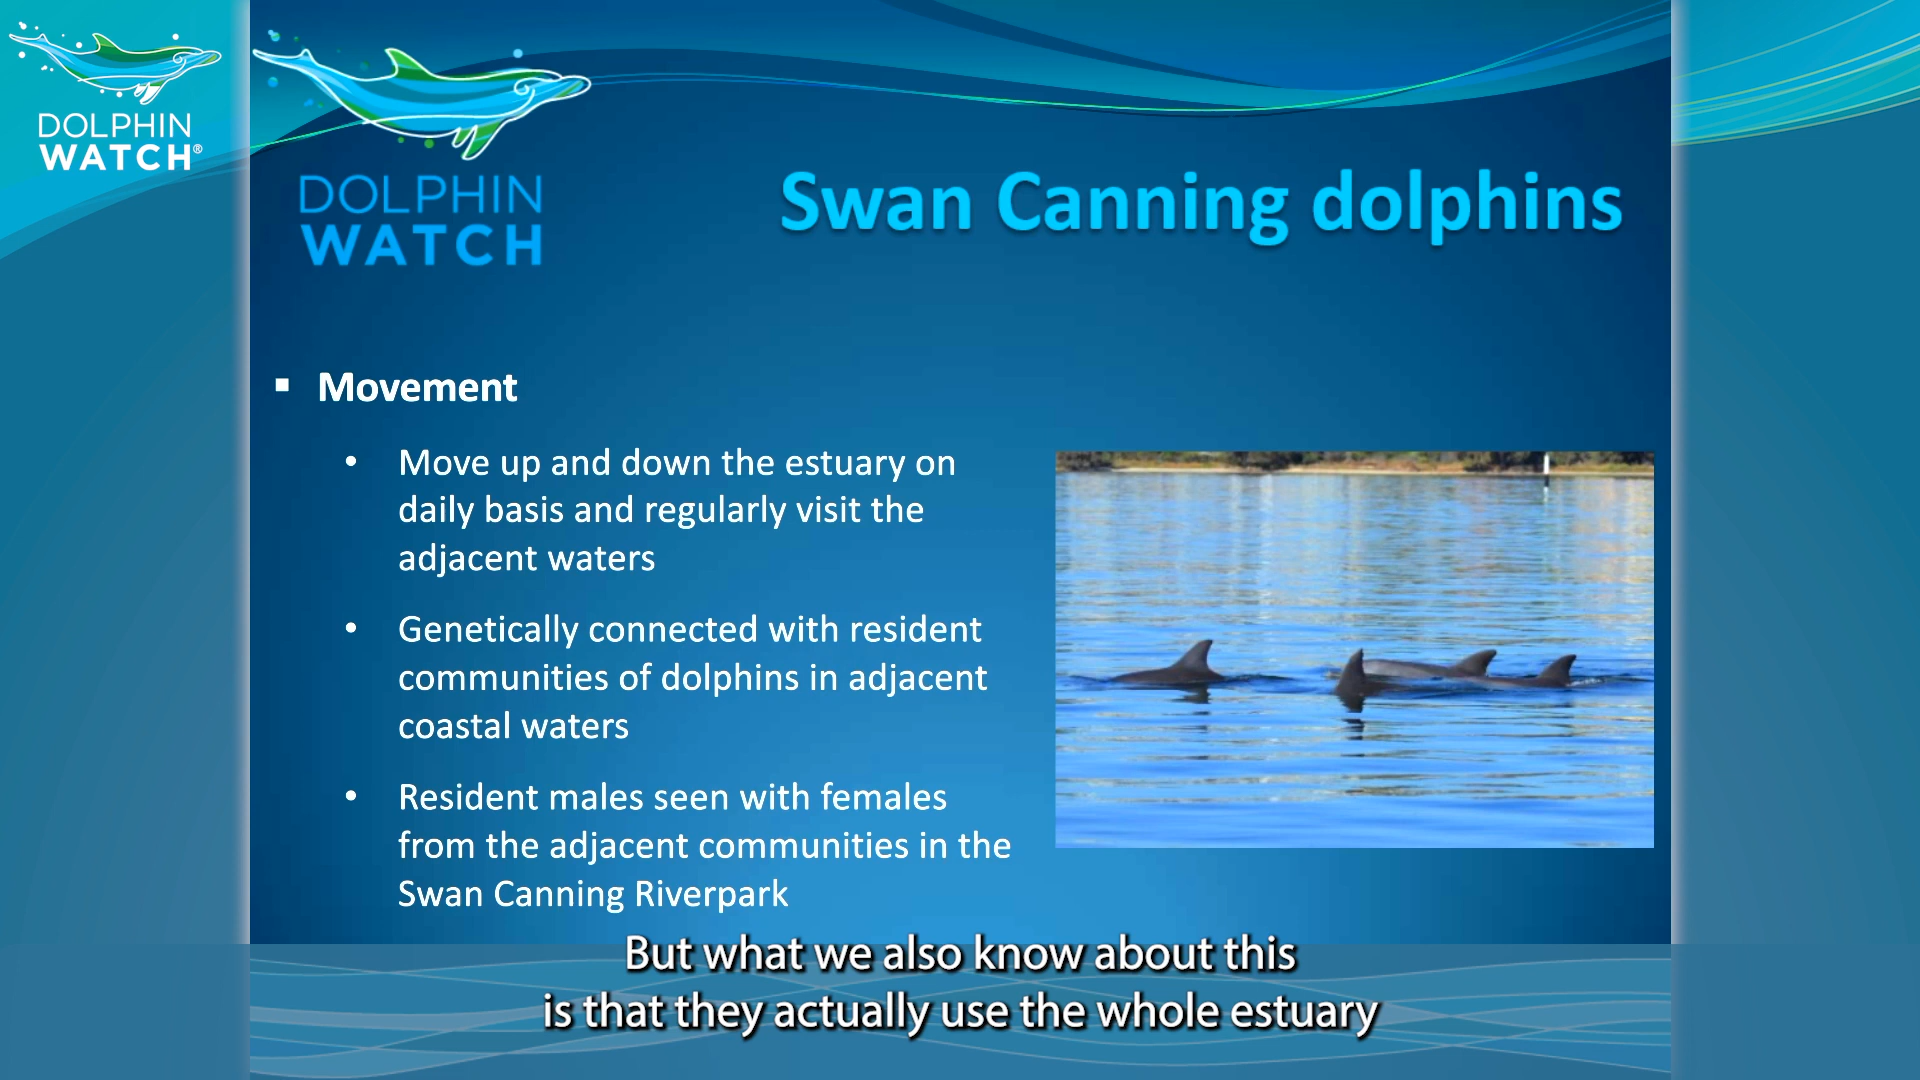 DOLPHIN
WATCH®
DOLPHIN
WATCH
Swan Canning dolphins
▪ Movement
• Move up and down the estuary on
daily basis and regularly visit the
adjacent waters
• Genetically connected with resident
communities of dolphins in adjacent
coastal waters
• Resident males seen with females
from the adjacent communities in the
Swan Canning Riverpark
But what we also know about this
is that they actually use the whole estuary